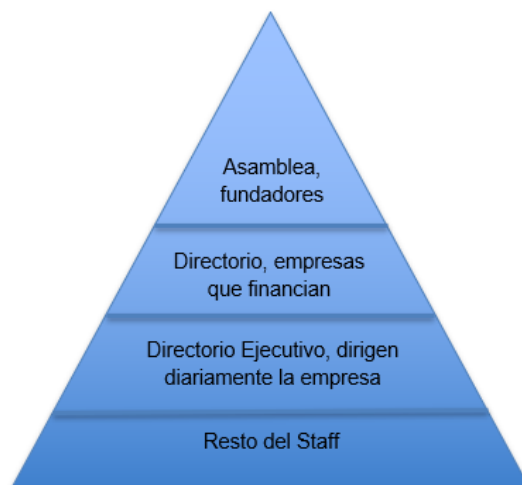 Asamblea,
fundadores
Directorio, empresas
que financian
Directorio Ejecutivo, dirigen
diariamente la empresa
Resto del Staff